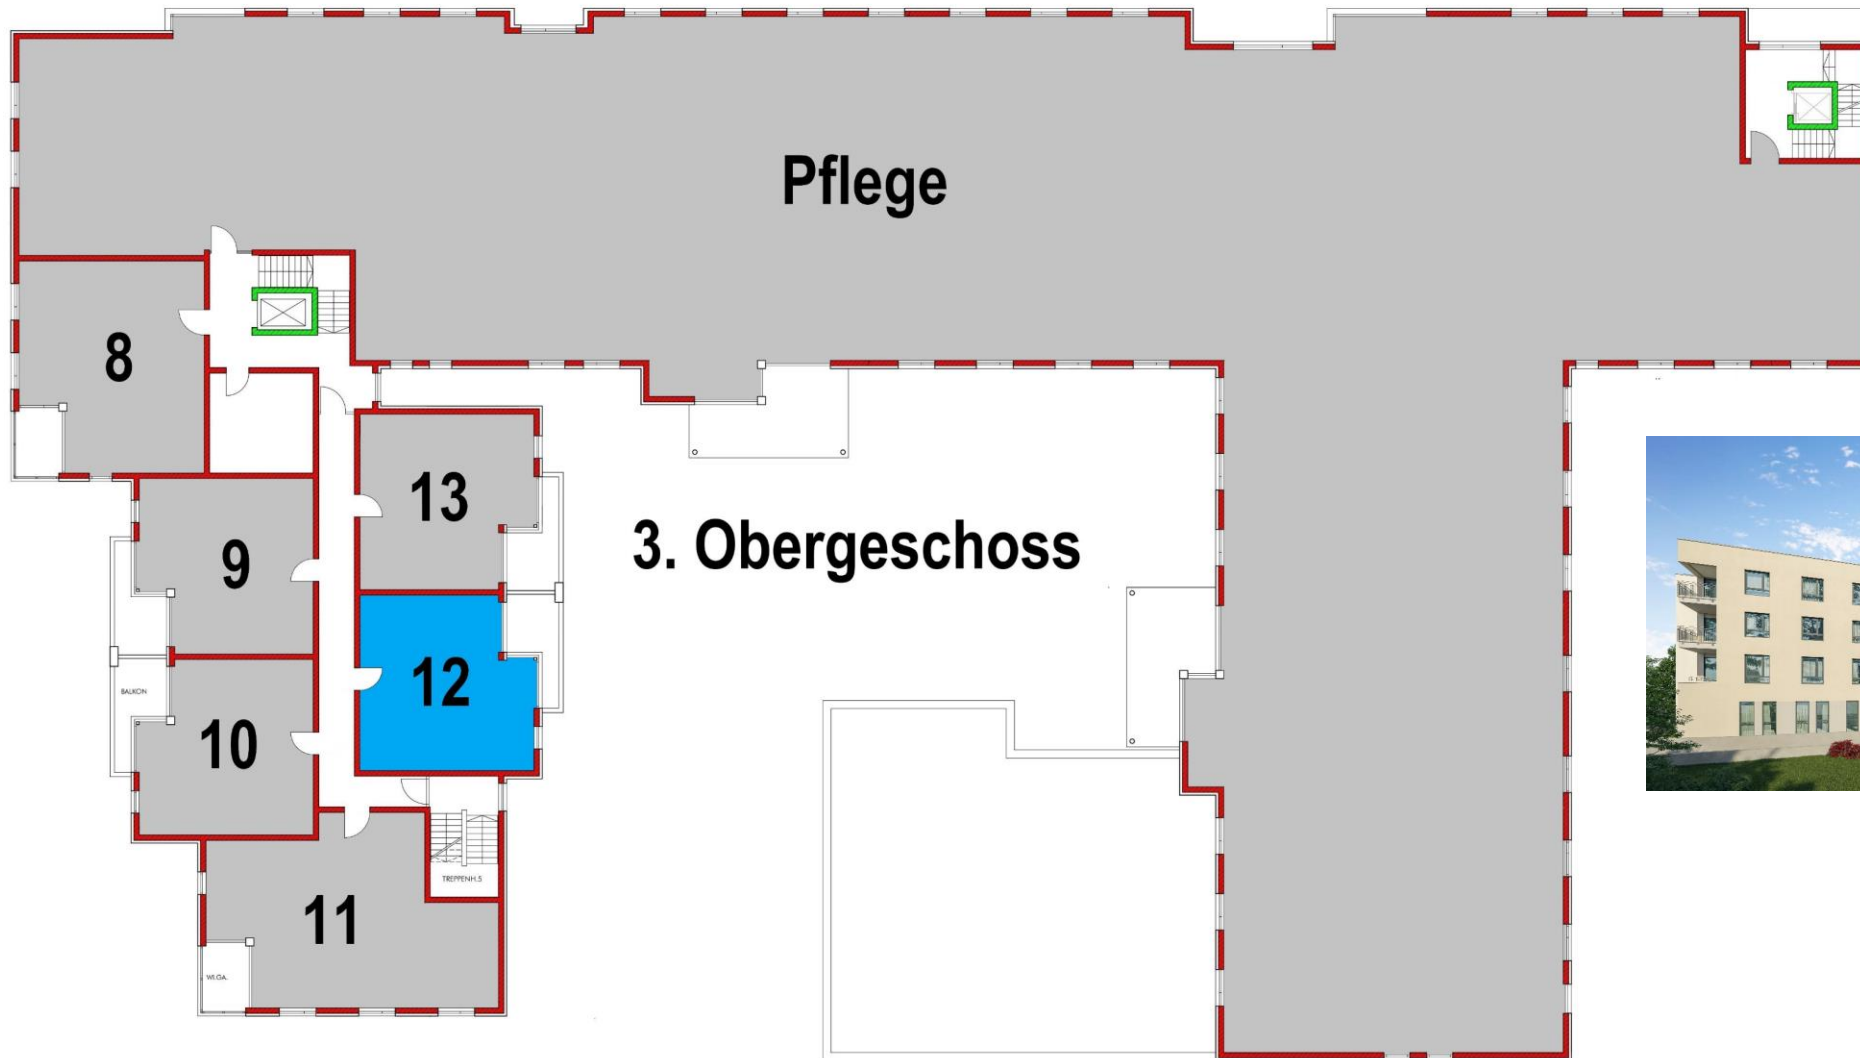 Pflege
8
13
3. Obergeschoss
9
12
BALKON
10
TREPPENH.5
11
WI.GA.